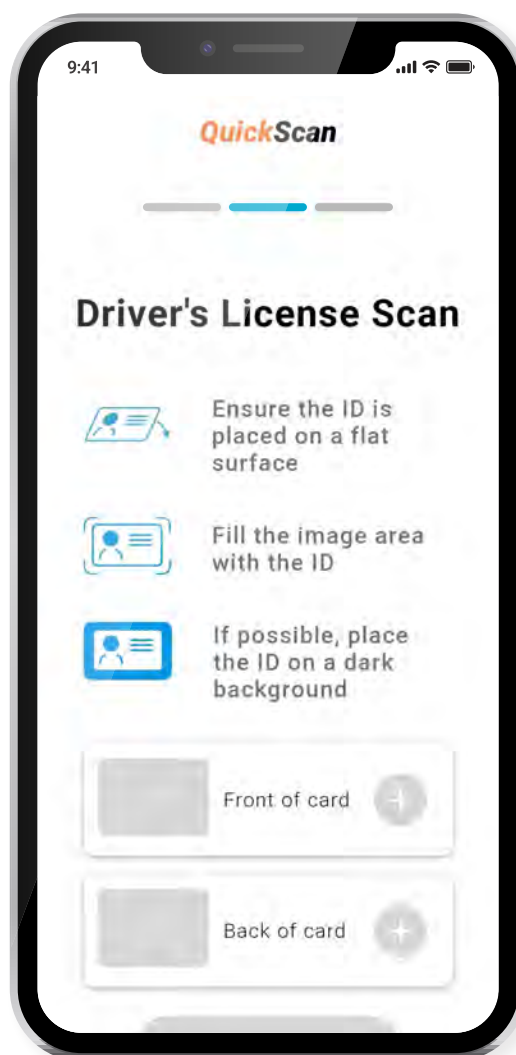 9:41
QuickScan
Driver's License Scan
Ensure the ID is
placed on a flat
surface
Fill the image area
with the ID
If possible, place
the ID on a dark
background
Front of card
Back of card